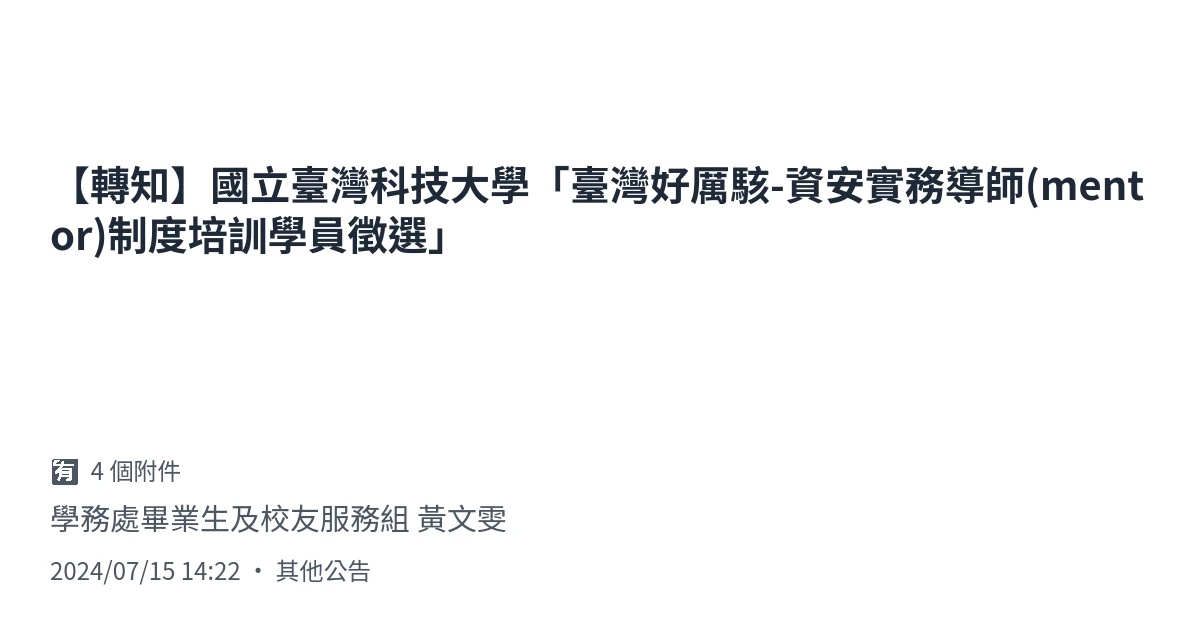 【轉知】國立臺灣科技大學「臺灣好厲駭-資安實務導師(ment
or)制度培訓學員徵選」
有 4 個附件
學務處畢業生及校友服務組 黃文雯
2024/07/15 14:22 • 其他公告